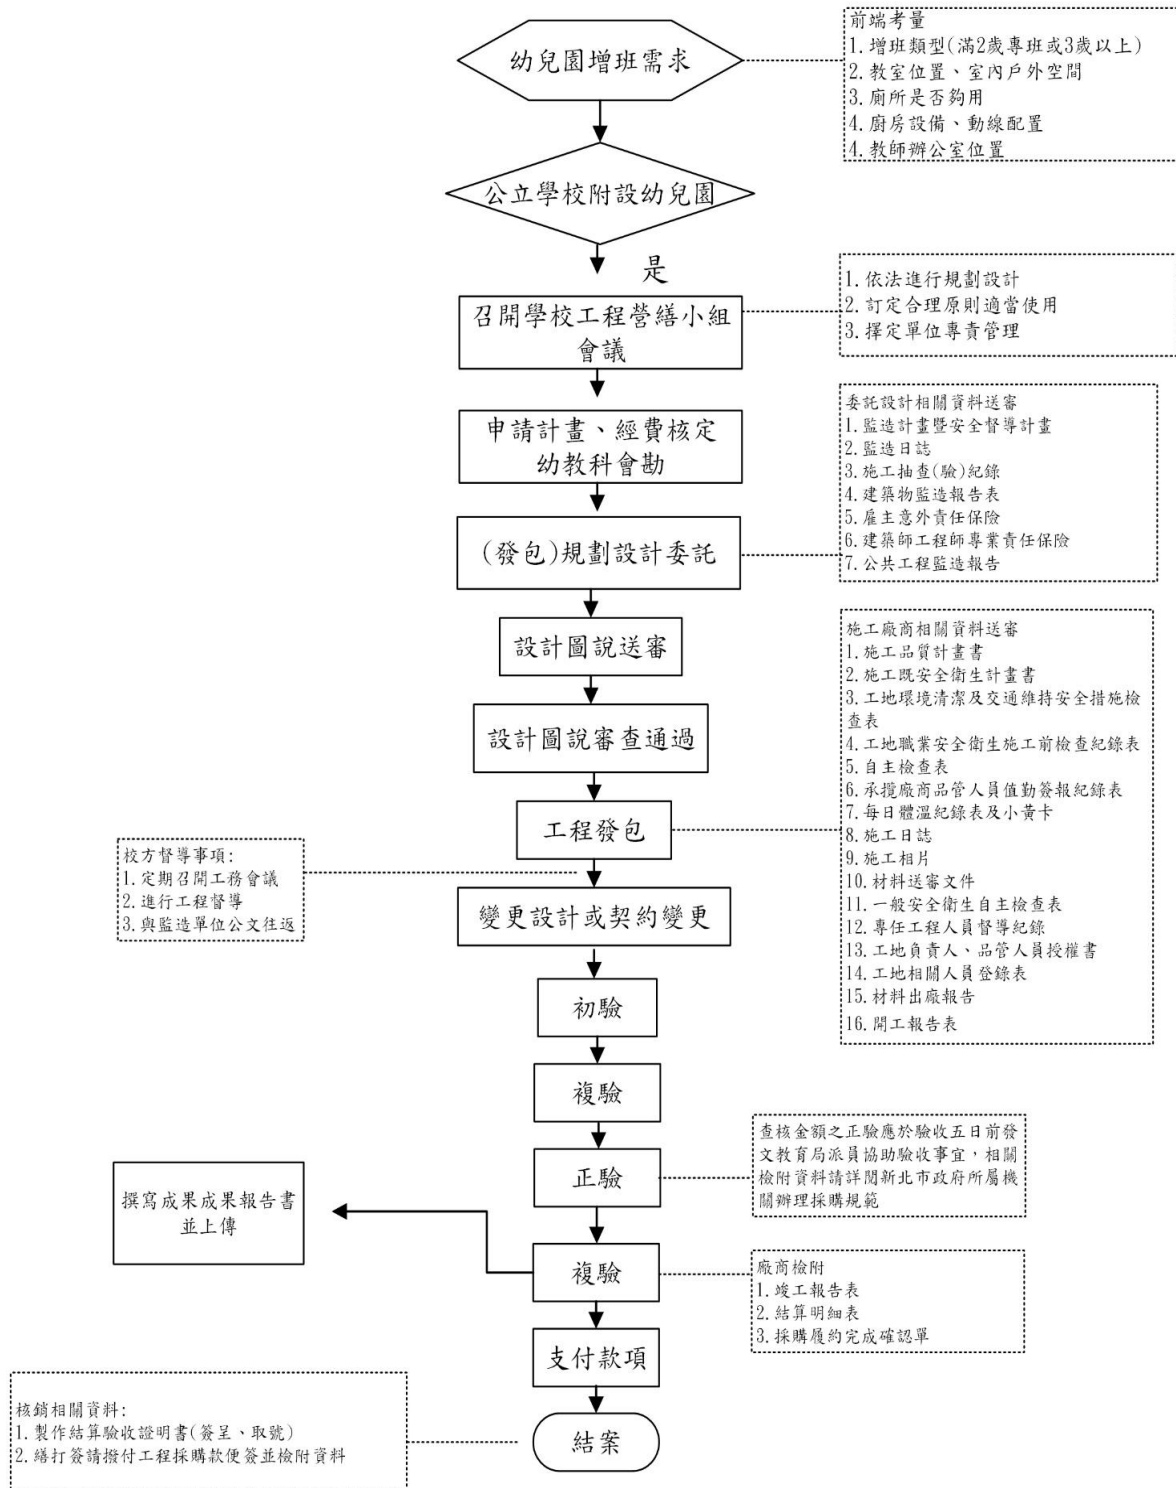 幼兒園增班需求
前端考量
1. 增班類型(滿2歲專班或3歲以上)
2. 教室位置、室內戶外空間
3. 廁所是否夠用
4. 廚房設備、動線配置
4. 教師辦公室位置
公立學校附設幼兒園
是
召開學校工程營繕小組
會議
1. 依法進行規劃設計
2. 訂定合理原則適當使用
3. 擇定單位專責管理
申請計畫、經費核定
幼教科會勘
(發包)規劃設計委託
委託設計相關資料送審
1. 監造計畫暨安全督導計畫
2. 監造日誌
3. 施工抽查(驗)紀錄
4. 建築物監造報告表
5. 雇主意外責任保險
6. 建築師工程師專業責任保險
7. 公共工程監造報告
設計圖說送審
設計圖說審查通過
工程發包
施工廠商相關資料送審
1. 施工品質計畫書
2. 施工既安全衛生計畫書
3. 工地環境清潔及交通維持安全措施檢
查表
4. 工地職業安全衛生施工前檢查紀錄表
5. 自主檢查表
6. 承攬廠商品管人員值勤簽報紀錄表
7. 每日體溫紀錄表及小黃卡
8. 施工日誌
9. 施工相片
10. 材料送審文件
11. 一般安全衛生自主檢查表
12. 專任工程人員督導紀錄
13. 工地負責人、品管人員授權書
14. 工地相關人員登錄表
15. 材料出廠報告
16. 開工報告表
校方督導事項:
1. 定期召開工務會議
2. 進行工程督導
3. 與監造單位公文往返
變更設計或契約變更
初驗
複驗
正驗
查核金額之正驗應於驗收五日前發
文教育局派員協助驗收事宜，相關
檢附資料請詳閱新北市政府所屬機
關辦理採購規範
撰寫成果成果報告書
並上傳
複驗
廠商檢附
1. 竣工報告表
2. 結算明細表
3. 採購履約完成確認單
支付款項
核銷相關資料:
1. 製作結算驗收證明書(簽呈、取號)
2. 繕打簽請撥付工程採購款便簽並檢附資料
結案